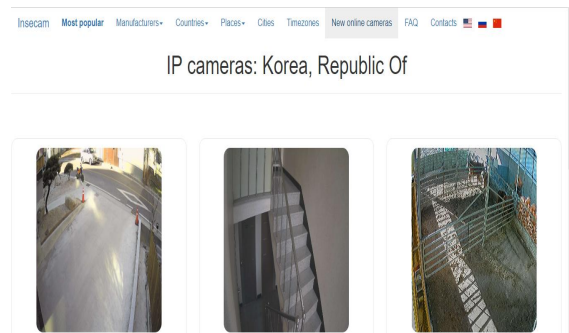 Insecam Most popular Manufacturers Countries Places Cities Timezones New online cameras FAQ Contacts
IP cameras: Korea, Republic Of